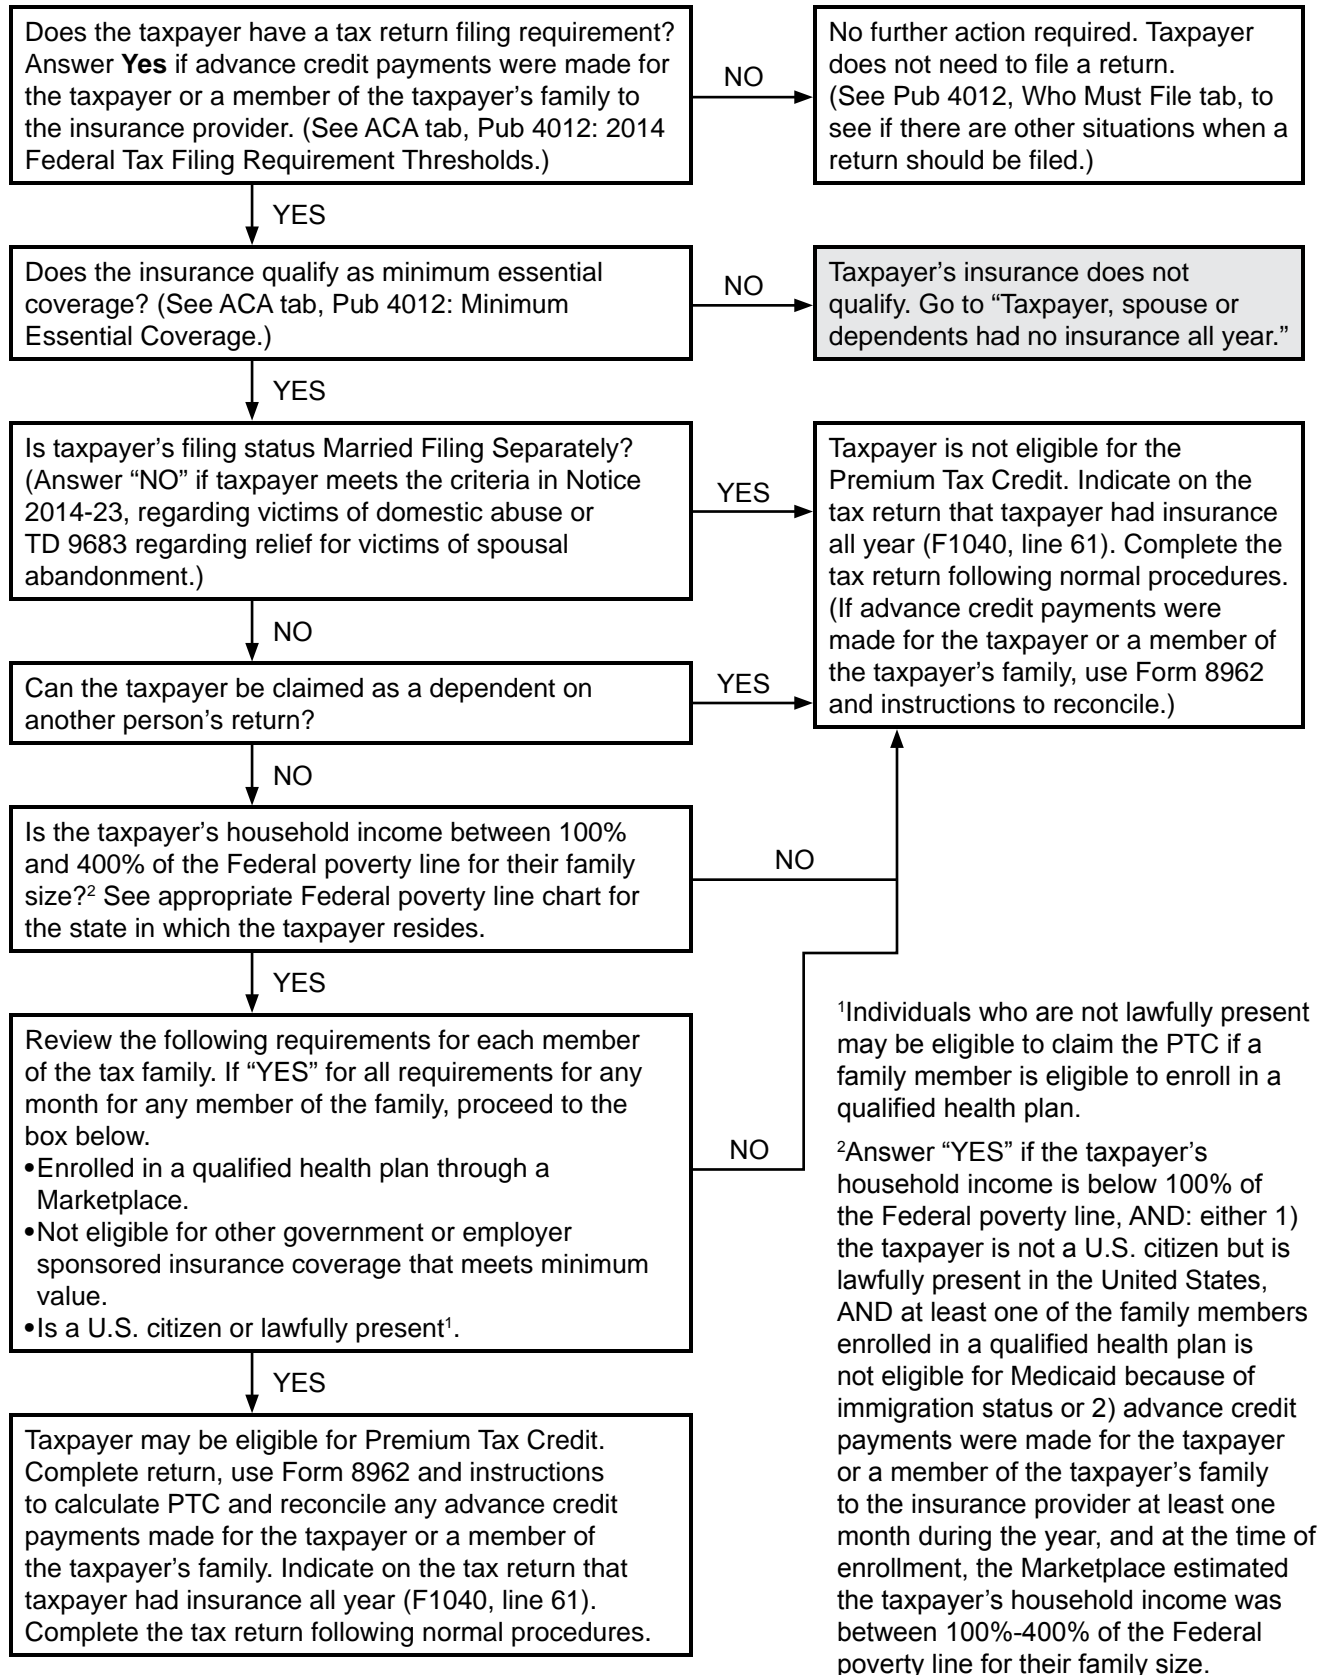 Does the taxpayer have a tax return filing requirement?
Answer Yes if advance credit payments were made for
the taxpayer or a member of the taxpayer’s family to
the insurance provider. (See ACA tab, Pub 4012: 2014
Federal Tax Filing Requirement Thresholds.)
NO
No further action required. Taxpayer
does not need to file a return.
(See Pub 4012, Who Must File tab, to
see if there are other situations when a
return should be filed.)
YES
Does the insurance qualify as minimum essential
coverage? (See ACA tab, Pub 4012: Minimum
Essential Coverage.)
NO
Taxpayer’s insurance does not
qualify. Go to “Taxpayer, spouse or
dependents had no insurance all year.”
YES
Is taxpayer’s filing status Married Filing Separately?
(Answer “NO” if taxpayer meets the criteria in Notice
2014-23, regarding victims of domestic abuse or
TD 9683 regarding relief for victims of spousal
abandonment.)
YES
Taxpayer is not eligible for the
Premium Tax Credit. Indicate on the
tax return that taxpayer had insurance
all year (F1040, line 61). Complete the
tax return following normal procedures.
(If advance credit payments were
made for the taxpayer or a member of
the taxpayer’s family, use Form 8962
and instructions to reconcile.)
NO
Can the taxpayer be claimed as a dependent on
another person’s return?
YES
NO
Is the taxpayer’s household income between 100%
and 400% of the Federal poverty line for their family
size?² See appropriate Federal poverty line chart for
the state in which the taxpayer resides.
NO
YES
Review the following requirements for each member
of the tax family. If “YES” for all requirements for any
month for any member of the family, proceed to the
box below.
•Enrolled in a qualified health plan through a
Marketplace.
•Not eligible for other government or employer
sponsored insurance coverage that meets minimum
value.
•Is a U.S. citizen or lawfully present¹.
NO
YES
Taxpayer may be eligible for Premium Tax Credit.
Complete return, use Form 8962 and instructions
to calculate PTC and reconcile any advance credit
payments made for the taxpayer or a member of
the taxpayer’s family. Indicate on the tax return that
taxpayer had insurance all year (F1040, line 61).
Complete the tax return following normal procedures.
¹Individuals who are not lawfully present
may be eligible to claim the PTC if a
family member is eligible to enroll in a
qualified health plan.
²Answer “YES” if the taxpayer’s
household income is below 100% of
the Federal poverty line, AND: either 1)
the taxpayer is not a U.S. citizen but is
lawfully present in the United States,
AND at least one of the family members
enrolled in a qualified health plan is
not eligible for Medicaid because of
immigration status or 2) advance credit
payments were made for the taxpayer
or a member of the taxpayer’s family
to the insurance provider at least one
month during the year, and at the time of
enrollment, the Marketplace estimated
the taxpayer’s household income was
between 100%-400% of the Federal
poverty line for their family size.